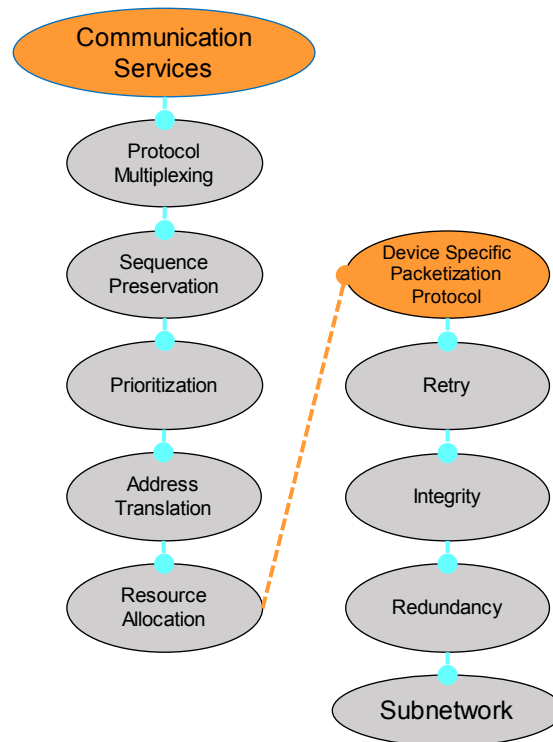 Communication
Services
Protocol
Multiplexing
Sequence
Preservation
Prioritization
Address
Translation
Resource
Allocation
Device Specific
Packetization
Protocol
Retry
Integrity
Redundancy
Subnetwork